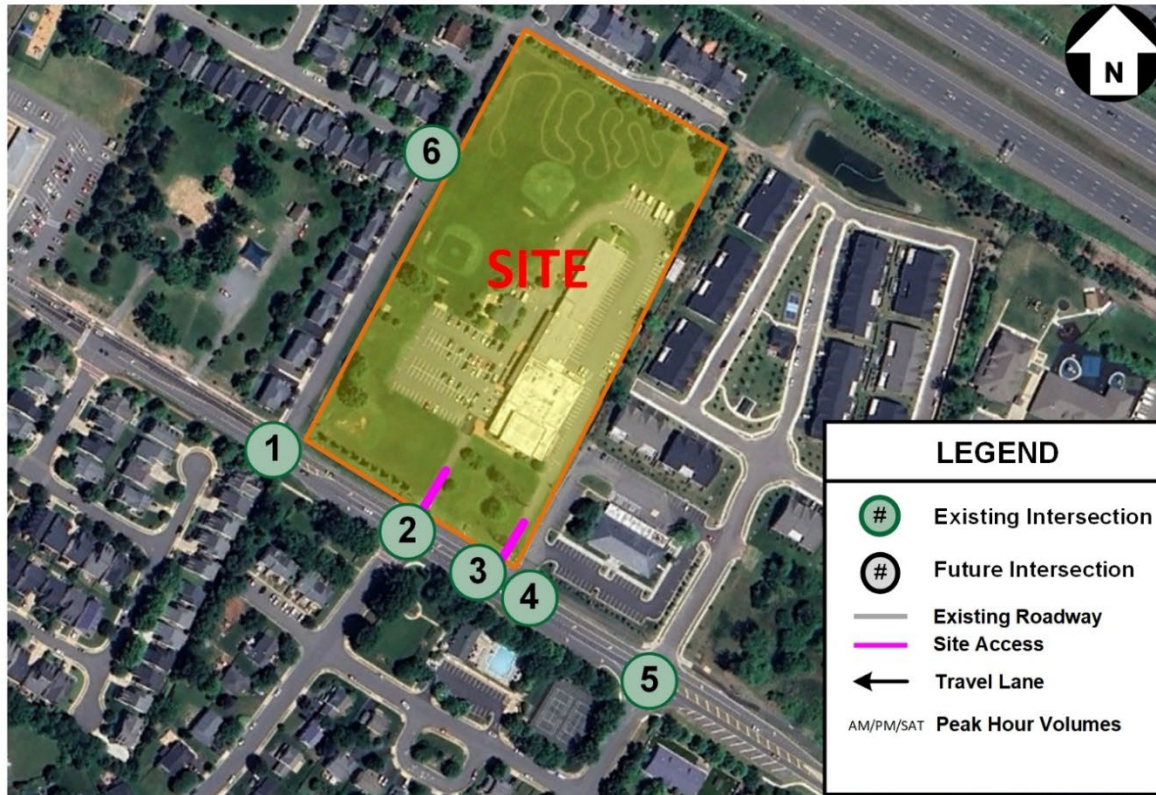 N
6
SITE
1
2
3
4
5
LEGEND
# Existing Intersection
# Future Intersection
Existing Roadway
Site Access
Travel Lane
AM/PM/SAT Peak Hour Volumes